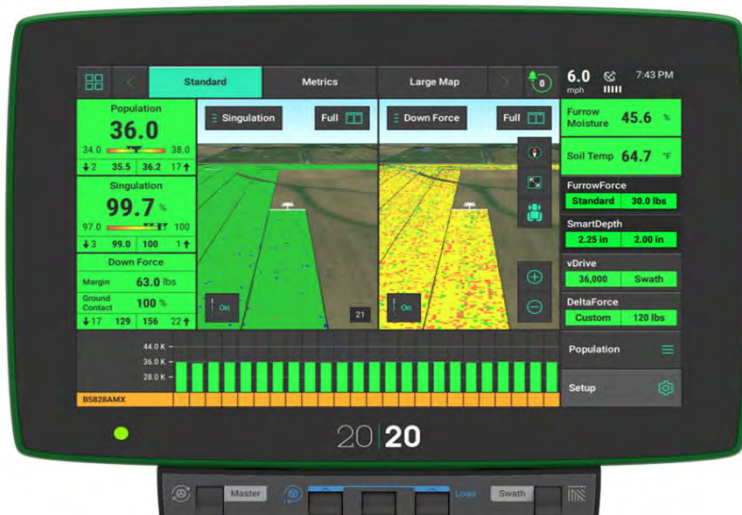 Standard
Metrics
Large Map
0
6.0
mph
7:43 PM
Population
36.0
34.0
38.0
2
35.5
36.2
17
Singulation
99.7 %
97.0
100
3
99.0
100
1
Down Force
Margin
63.0 lbs
Ground Contact
100 %
17
129
156
22
Singulation
Full
On
21
Down Force
Full
On
Furrow Moisture
45.6 %
Soil Temp
64.7 °F
FurrowForce
Standard
30.0 lbs
SmartDepth
2.25 in
2.00 in
vDrive
36,000
Swath
DeltaForce
Custom
120 lbs
Population
Setup
44.0 K
36.0 K
28.0 K
B5828AMX
20|20
Master
Load
Swath